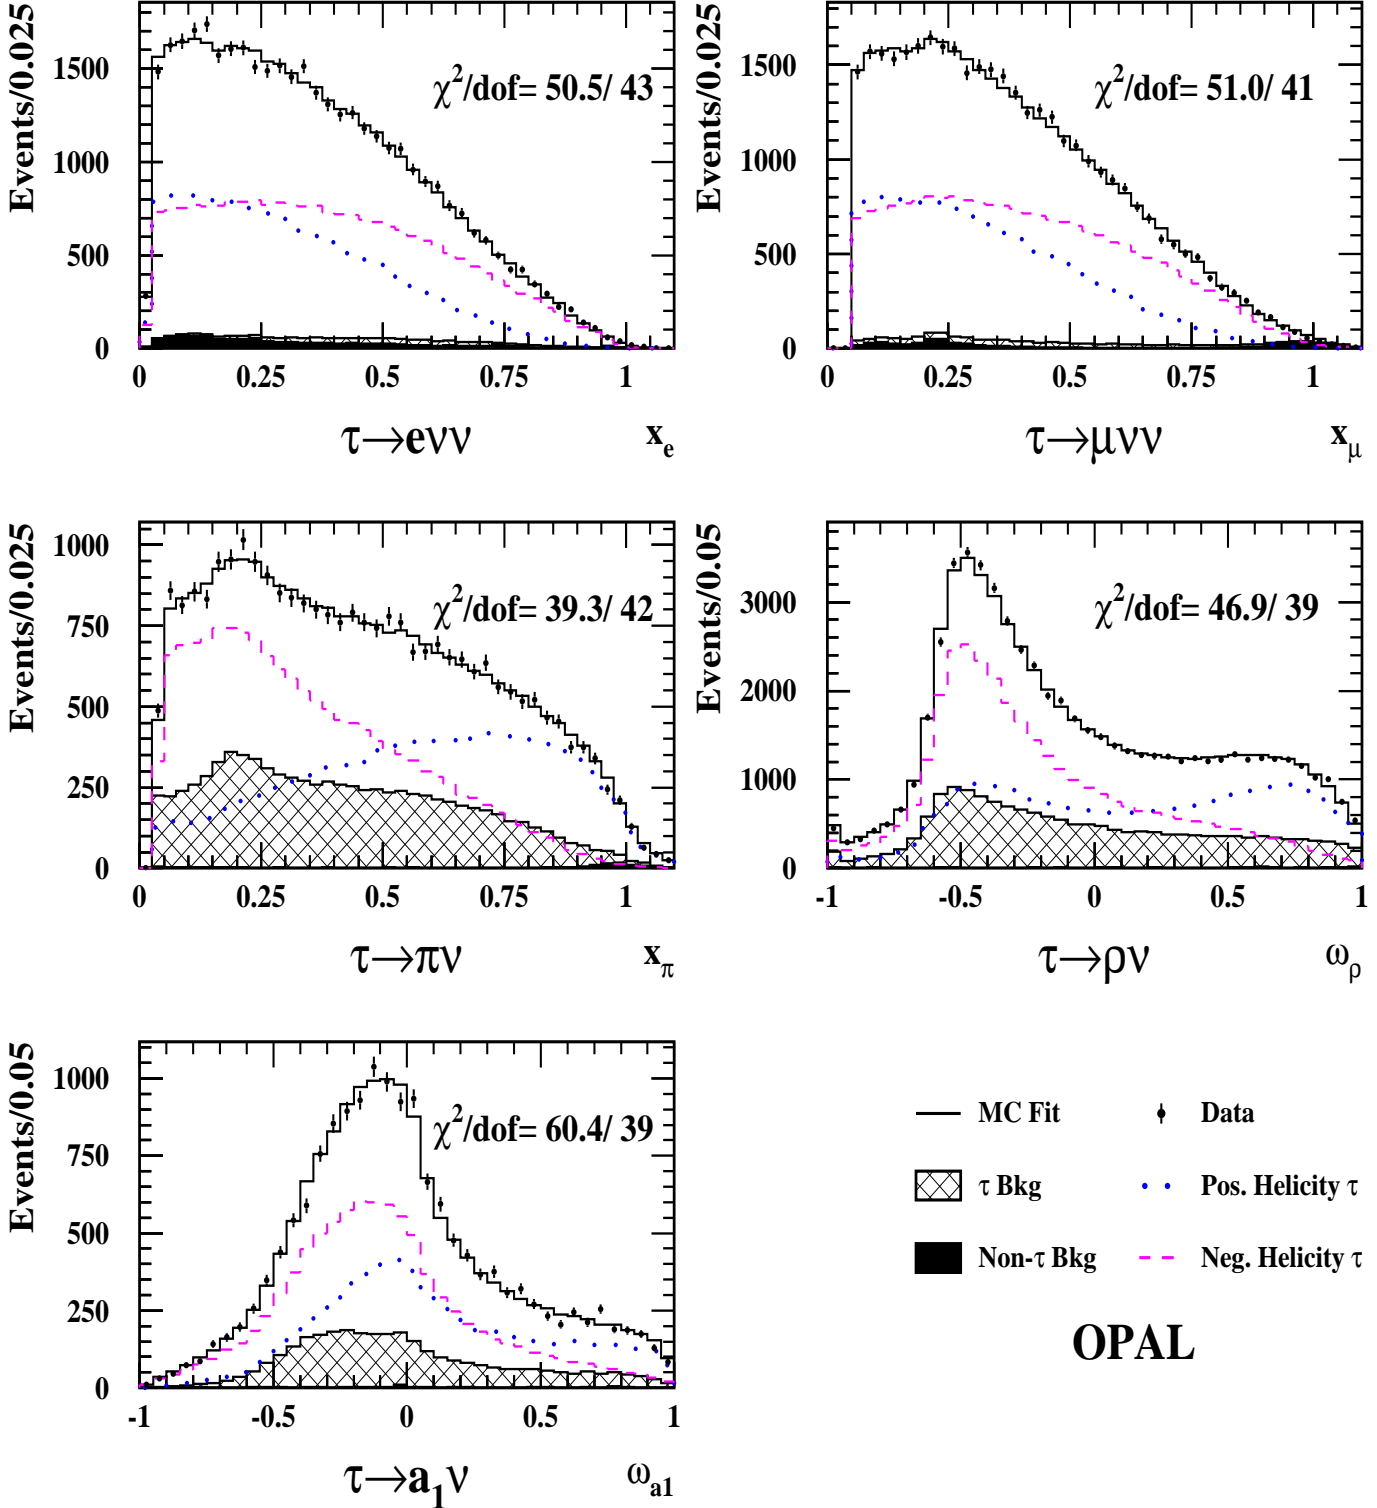 Events/0.025
1500
1000
500
0
χ²/dof= 50.5/ 43
0 0.25 0.5 0.75 1
τ→eνν x_e
Events/0.025
1500
1000
500
0
χ²/dof= 51.0/ 41
0 0.25 0.5 0.75 1
τ→μνν x_μ
Events/0.025
1000
750
500
250
0
χ²/dof= 39.3/ 42
0 0.25 0.5 0.75 1
τ→πν x_π
Events/0.05
3000
2000
1000
0
χ²/dof= 46.9/ 39
-1 -0.5 0 0.5 1
τ→ρν ω_ρ
Events/0.05
1000
750
500
250
0
χ²/dof= 60.4/ 39
-1 -0.5 0 0.5 1
τ→a₁ν ω_a1
MC Fit Data
τ Bkg Pos. Helicity τ
Non-τ Bkg Neg. Helicity τ
OPAL